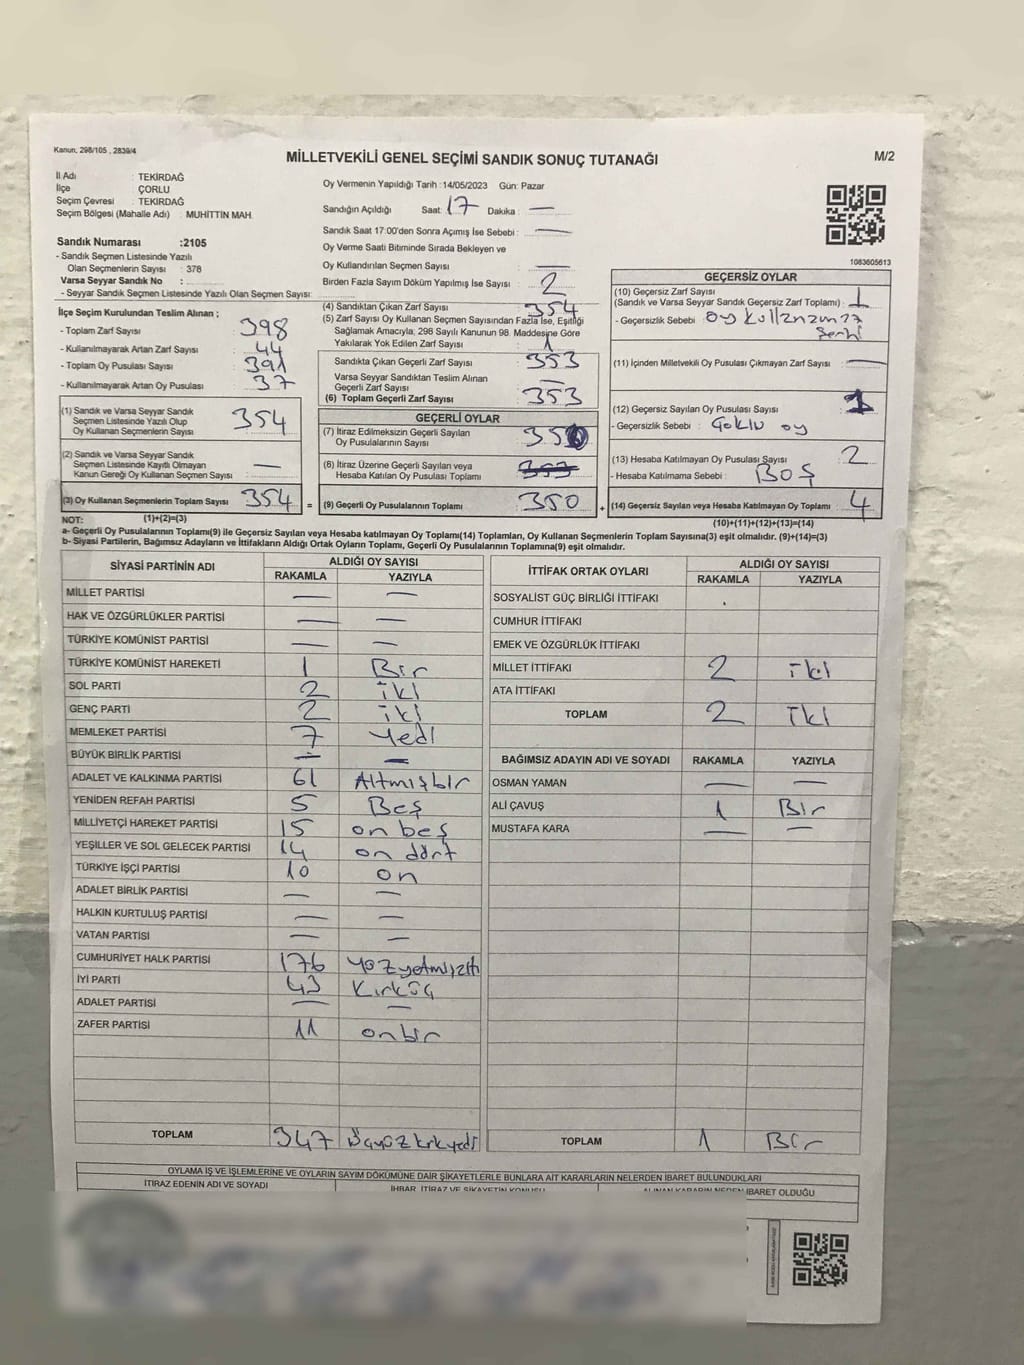 Kanun, 298/105 , 2839/4
MİLLETVEKİLİ GENEL SEÇİMİ SANDIK SONUÇ TUTANAĞI
M/2
İl Adı : TEKİRDAĞ
İlçe : ÇORLU
Seçim Çevresi : TEKİRDAĞ
Seçim Bölgesi (Mahalle Adı) : MUHİTTİN MAH.
Sandık Numarası :2105
- Sandık Seçmen Listesinde Yazılı
Olan Seçmenlerin Sayısı : 378
Varsa Seyyar Sandık No :
- Seyyar Sandık Seçmen Listesinde Yazılı Olan Seçmen Sayısı:
Oy Vermenin Yapıldığı Tarih :14/05/2023 Gün: Pazar
Sandığın Açıldığı Saat: 17 Dakika : —
Sandık Saat 17:00'den Sonra Açımış İse Sebebi : —
Oy Verme Saati Bitiminde Sırada Bekleyen ve
Oy Kullandırılan Seçmen Sayısı —
Birden Fazla Sayım Döküm Yapılmış İse Sayısı : 2
1083605613
İlçe Seçim Kurulundan Teslim Alınan ;
- Toplam Zarf Sayısı : 398
- Kullanılmayarak Artan Zarf Sayısı : 44
- Toplam Oy Pusulası Sayısı : 391
- Kullanılmayarak Artan Oy Pusulası : 37
(1) Sandık ve Varsa Seyyar Sandık
Seçmen Listesinde Yazılı Olup
Oy Kullanan Seçmenlerin Sayısı : 354
(2) Sandık ve Varsa Seyyar Sandık
Seçmen Listesinde Kayıtlı Olmayan
Kanun Gereği Oy Kullanan Seçmen Sayısı : —
(3) Oy Kullanan Seçmenlerin Toplam Sayısı : 354 =
(1)+(2)=(3)
(4) Sandıktan Çıkan Zarf Sayısı : 354
(5) Zarf Sayısı Oy Kullanan Seçmen Sayısından Fazla İse, Eşitliği
Sağlamak Amacıyla; 298 Sayılı Kanunun 98. Maddesine Göre
Yakılarak Yok Edilen Zarf Sayısı : 1
Sandıkta Çıkan Geçerli Zarf Sayısı : 353
Varsa Seyyar Sandıktan Teslim Alınan
Geçerli Zarf Sayısı : —
(6) Toplam Geçerli Zarf Sayısı : 353
GEÇERLİ OYLAR
(7) İtiraz Edilmeksizin Geçerli Sayılan
Oy Pusulalarının Sayısı : 350
(8) İtiraz Üzerine Geçerli Sayılan veya
Hesaba Katılan Oy Pusulası Toplamı : 353
(9) Geçerli Oy Pusulalarının Toplamı : 350 +
GEÇERSİZ OYLAR
(10) Geçersiz Zarf Sayısı
(Sandık ve Varsa Seyyar Sandık Geçersiz Zarf Toplamı) : 1
- Geçersizlik Sebebi : oy kullanımı
(11) İçinden Milletvekili Oy Pusulası Çıkmayan Zarf Sayısı : —
(12) Geçersiz Sayılan Oy Pusulası Sayısı : 1
- Geçersizlik Sebebi : Çoklu oy
(13) Hesaba Katılmayan Oy Pusulası Sayısı : 2
- Hesaba Katılmama Sebebi : BOŞ
(14) Geçersiz Sayılan veya Hesaba Katılmayan Oy Toplamı : 4
(10)+(11)+(12)+(13)=(14)
NOT:
a- Geçerli Oy Pusulalarının Toplamı(9) ile Geçersiz Sayılan veya Hesaba katılmayan Oy Toplamı(14) Toplamları, Oy Kullanan Seçmenlerin Toplam Sayısına(3) eşit olmalıdır. (9)+(14)=(3)
b- Siyasi Partilerin, Bağımsız Adayların ve İttifakların Aldığı Ortak Oyların Toplamı, Geçerli Oy Pusulalarının Toplamına(9) eşit olmalıdır.
SİYASİ PARTİNİN ADI ALDIĞI OY SAYISI
RAKAMLA YAZIYLA
MİLLET PARTİSİ — —
HAK VE ÖZGÜRLÜKLER PARTİSİ — —
TÜRKİYE KOMÜNİST PARTİSİ — —
TÜRKİYE KOMÜNİST HAREKETİ 1 Bir
SOL PARTİ 2 iki
GENÇ PARTİ 2 iki
MEMLEKET PARTİSİ 7 Yedi
BÜYÜK BİRLİK PARTİSİ — —
ADALET VE KALKINMA PARTİSİ 61 Altmışbir
YENİDEN REFAH PARTİSİ 5 Beş
MİLLİYETÇİ HAREKET PARTİSİ 15 on beş
YEŞİLLER VE SOL GELECEK PARTİSİ 14 on dört
TÜRKİYE İŞÇİ PARTİSİ 10 on
ADALET BİRLİK PARTİSİ — —
HALKIN KURTULUŞ PARTİSİ — —
VATAN PARTİSİ — —
CUMHURİYET HALK PARTİSİ 176 Yüzyetmişaltı
İYİ PARTİ 43 Kırküç
ADALET PARTİSİ — —
ZAFER PARTİSİ 11 onbir
TOPLAM 347 Üçyüzkırkyedi
İTTİFAK ORTAK OYLARI ALDIĞI OY SAYISI
RAKAMLA YAZIYLA
SOSYALİST GÜÇ BİRLİĞİ İTTİFAKI
CUMHUR İTTİFAKI
EMEK VE ÖZGÜRLÜK İTTİFAKI
MİLLET İTTİFAKI 2 iki
ATA İTTİFAKI
TOPLAM 2 iki
BAĞIMSIZ ADAYIN ADI VE SOYADI RAKAMLA YAZIYLA
OSMAN YAMAN — —
ALİ ÇAVUŞ 1 Bir
MUSTAFA KARA — —
TOPLAM 1 Bir
OYLAMA İŞ VE İŞLEMLERİNE VE OYLARIN SAYIM DÖKÜMÜNE DAİR ŞİKAYETLERLE BUNLARA AİT KARARLARIN NELERDEN İBARET BULUNDUKLARI
İTİRAZ EDENİN ADI VE SOYADI İHBAR, İTİRAZ VE ŞİKAYETİN KONUSU ALINAN KARARIN NEDEN İBARET OLDUĞU